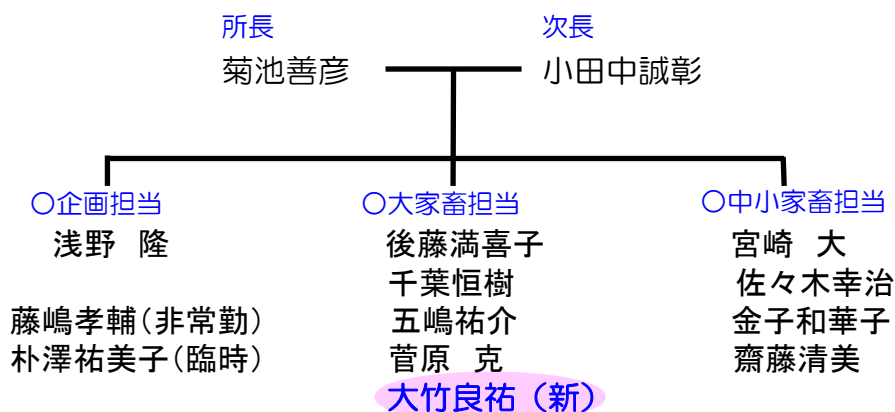 所長
菊池善彦
次長
小田中誠彰
○企画担当
浅野　隆
藤嶋孝輔(非常勤)
朴澤祐美子(臨時)
○大家畜担当
後藤満喜子
千葉恒樹
五嶋祐介
菅原　克
大竹良祐（新）
○中小家畜担当
宮崎　大
佐々木幸治
金子和華子
齋藤清美